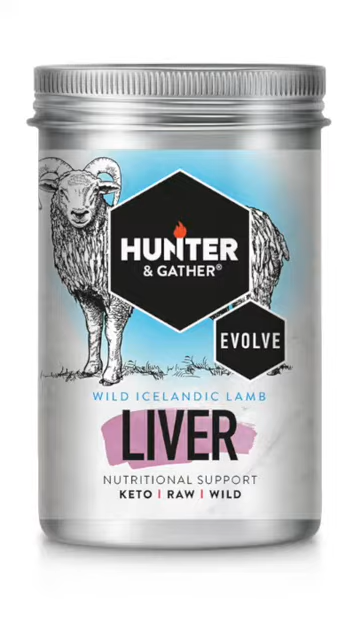 HUNTER
& GATHER®
EVOLVE
WILD ICELANDIC LAMB
LIVER
NUTRITIONAL SUPPORT
KETO | RAW | WILD